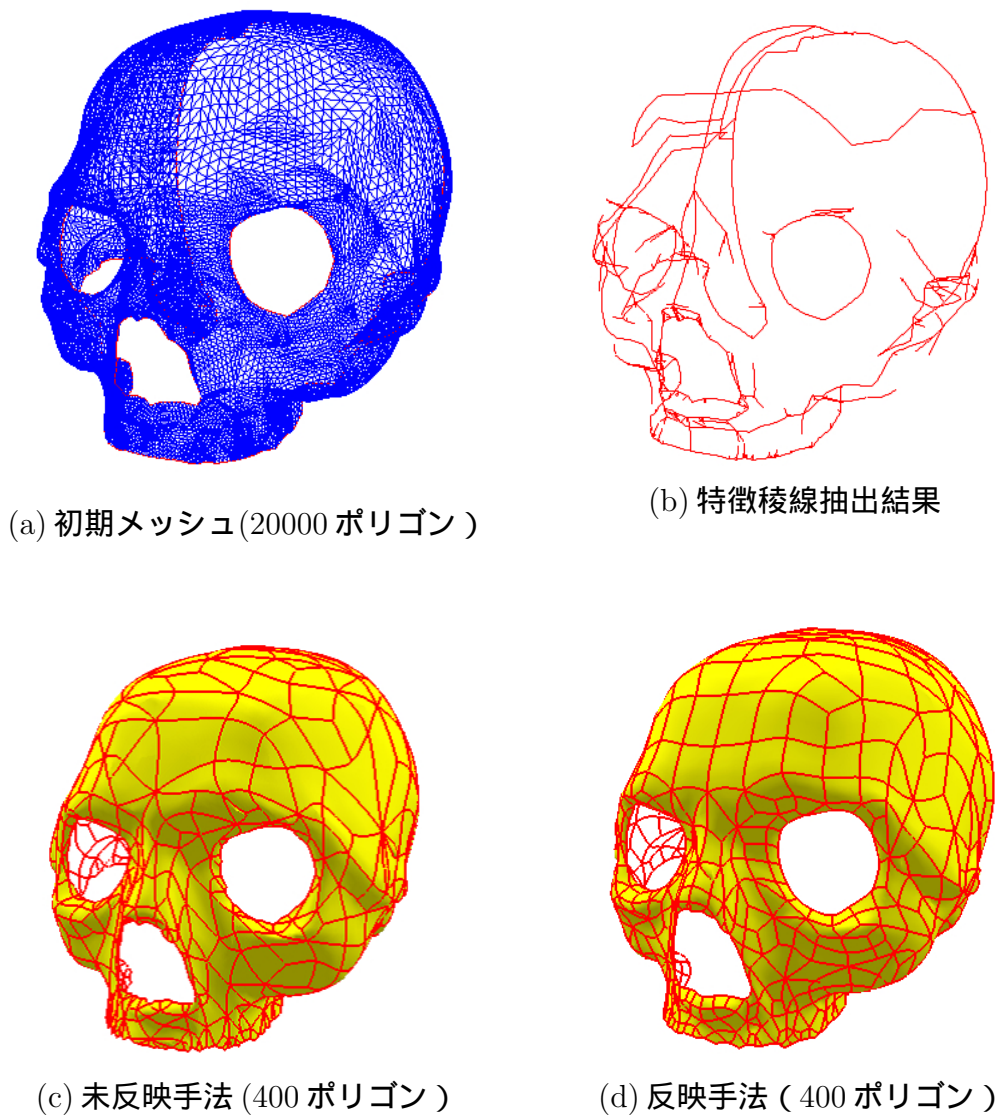 (a) 初期メッシュ(20000 ポリゴン )
(b) 特徴稜線抽出結果
(c) 未反映手法 (400 ポリゴン )
(d) 反映手法 ( 400 ポリゴン )